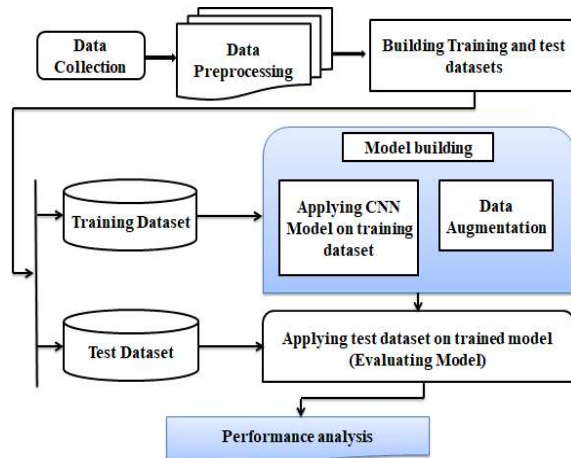 Data
Collection
Data
Preprocessing
Building Training and test
datasets
Model building
Training Dataset
Applying CNN
Model on training
dataset
Data
Augmentation
Test Dataset
Applying test dataset on trained model
(Evaluating Model)
Performance analysis